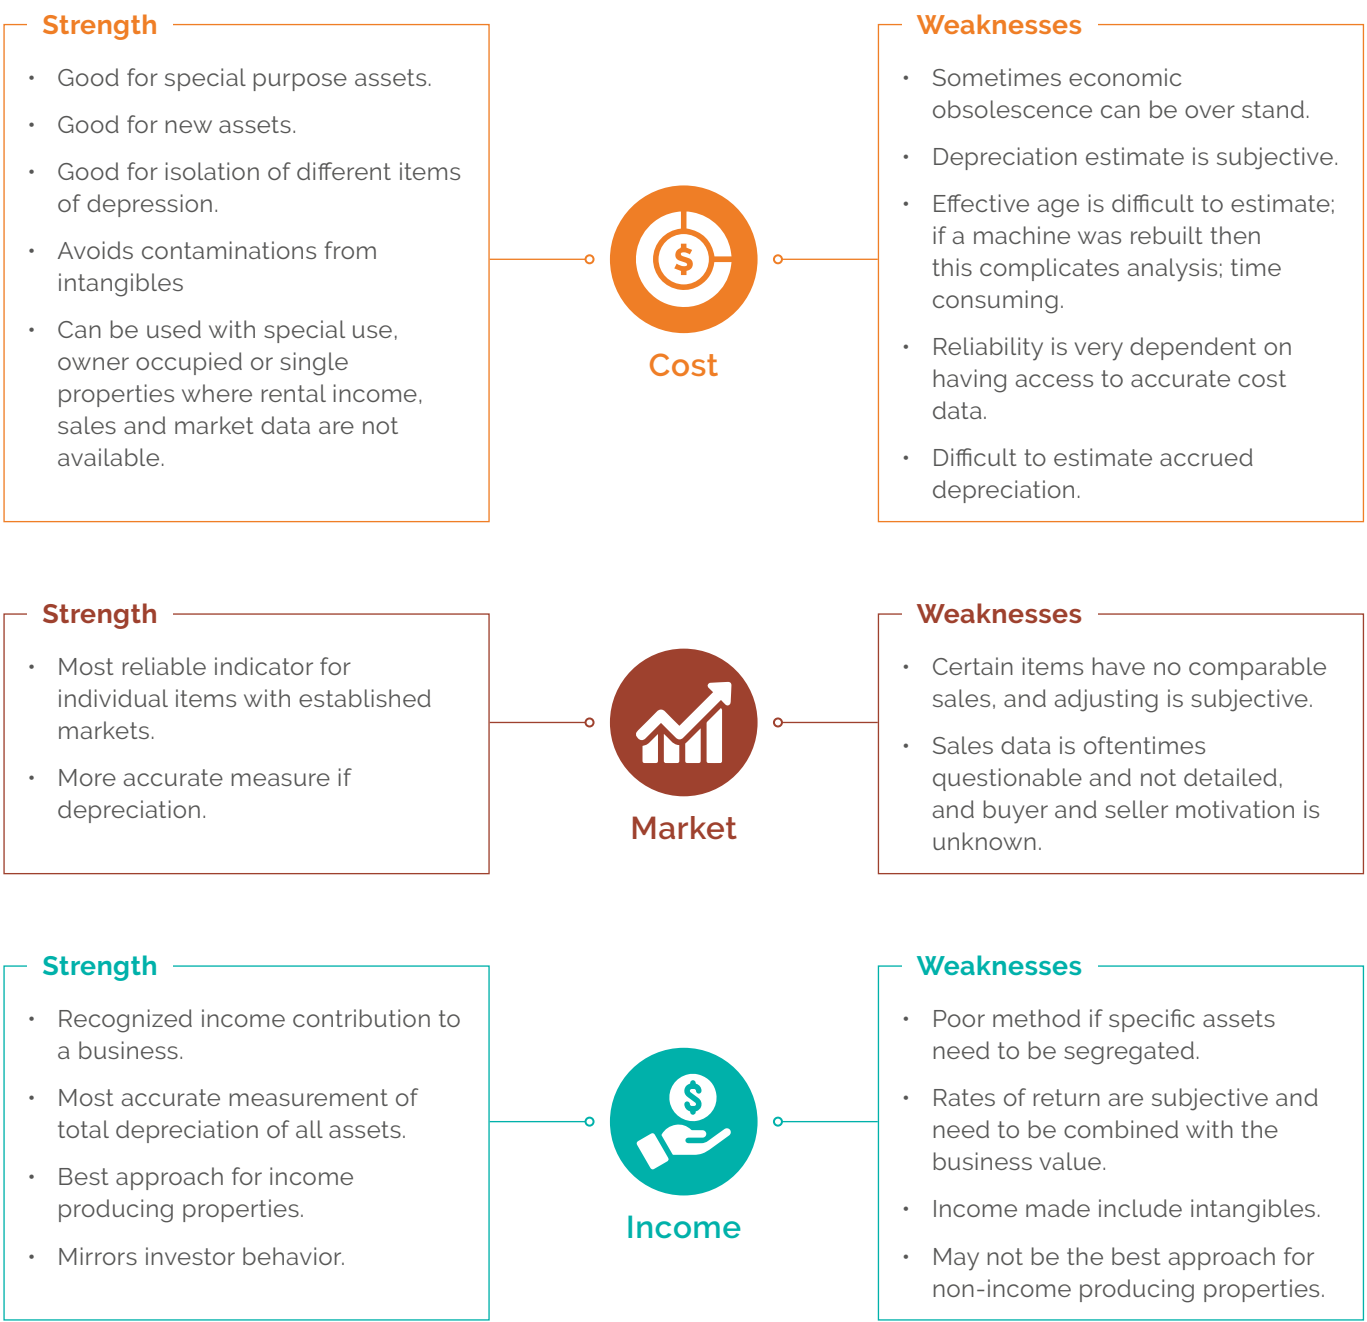 Strength
• Good for special purpose assets.
• Good for new assets.
• Good for isolation of different items
of depression.
• Avoids contaminations from
intangibles
• Can be used with special use,
owner occupied or single
properties where rental income,
sales and market data are not
available.
$
Cost
Weaknesses
• Sometimes economic
obsolescence can be over stand.
• Depreciation estimate is subjective.
• Effective age is difficult to estimate;
if a machine was rebuilt then
this complicates analysis; time
consuming.
• Reliability is very dependent on
having access to accurate cost
data.
• Difficult to estimate accrued
depreciation.
Strength
• Most reliable indicator for
individual items with established
markets.
• More accurate measure if
depreciation.
Market
Weaknesses
• Certain items have no comparable
sales, and adjusting is subjective.
• Sales data is oftentimes
questionable and not detailed,
and buyer and seller motivation is
unknown.
Strength
• Recognized income contribution to
a business.
• Most accurate measurement of
total depreciation of all assets.
• Best approach for income
producing properties.
• Mirrors investor behavior.
$
Income
Weaknesses
• Poor method if specific assets
need to be segregated.
• Rates of return are subjective and
need to be combined with the
business value.
• Income made include intangibles.
• May not be the best approach for
non-income producing properties.